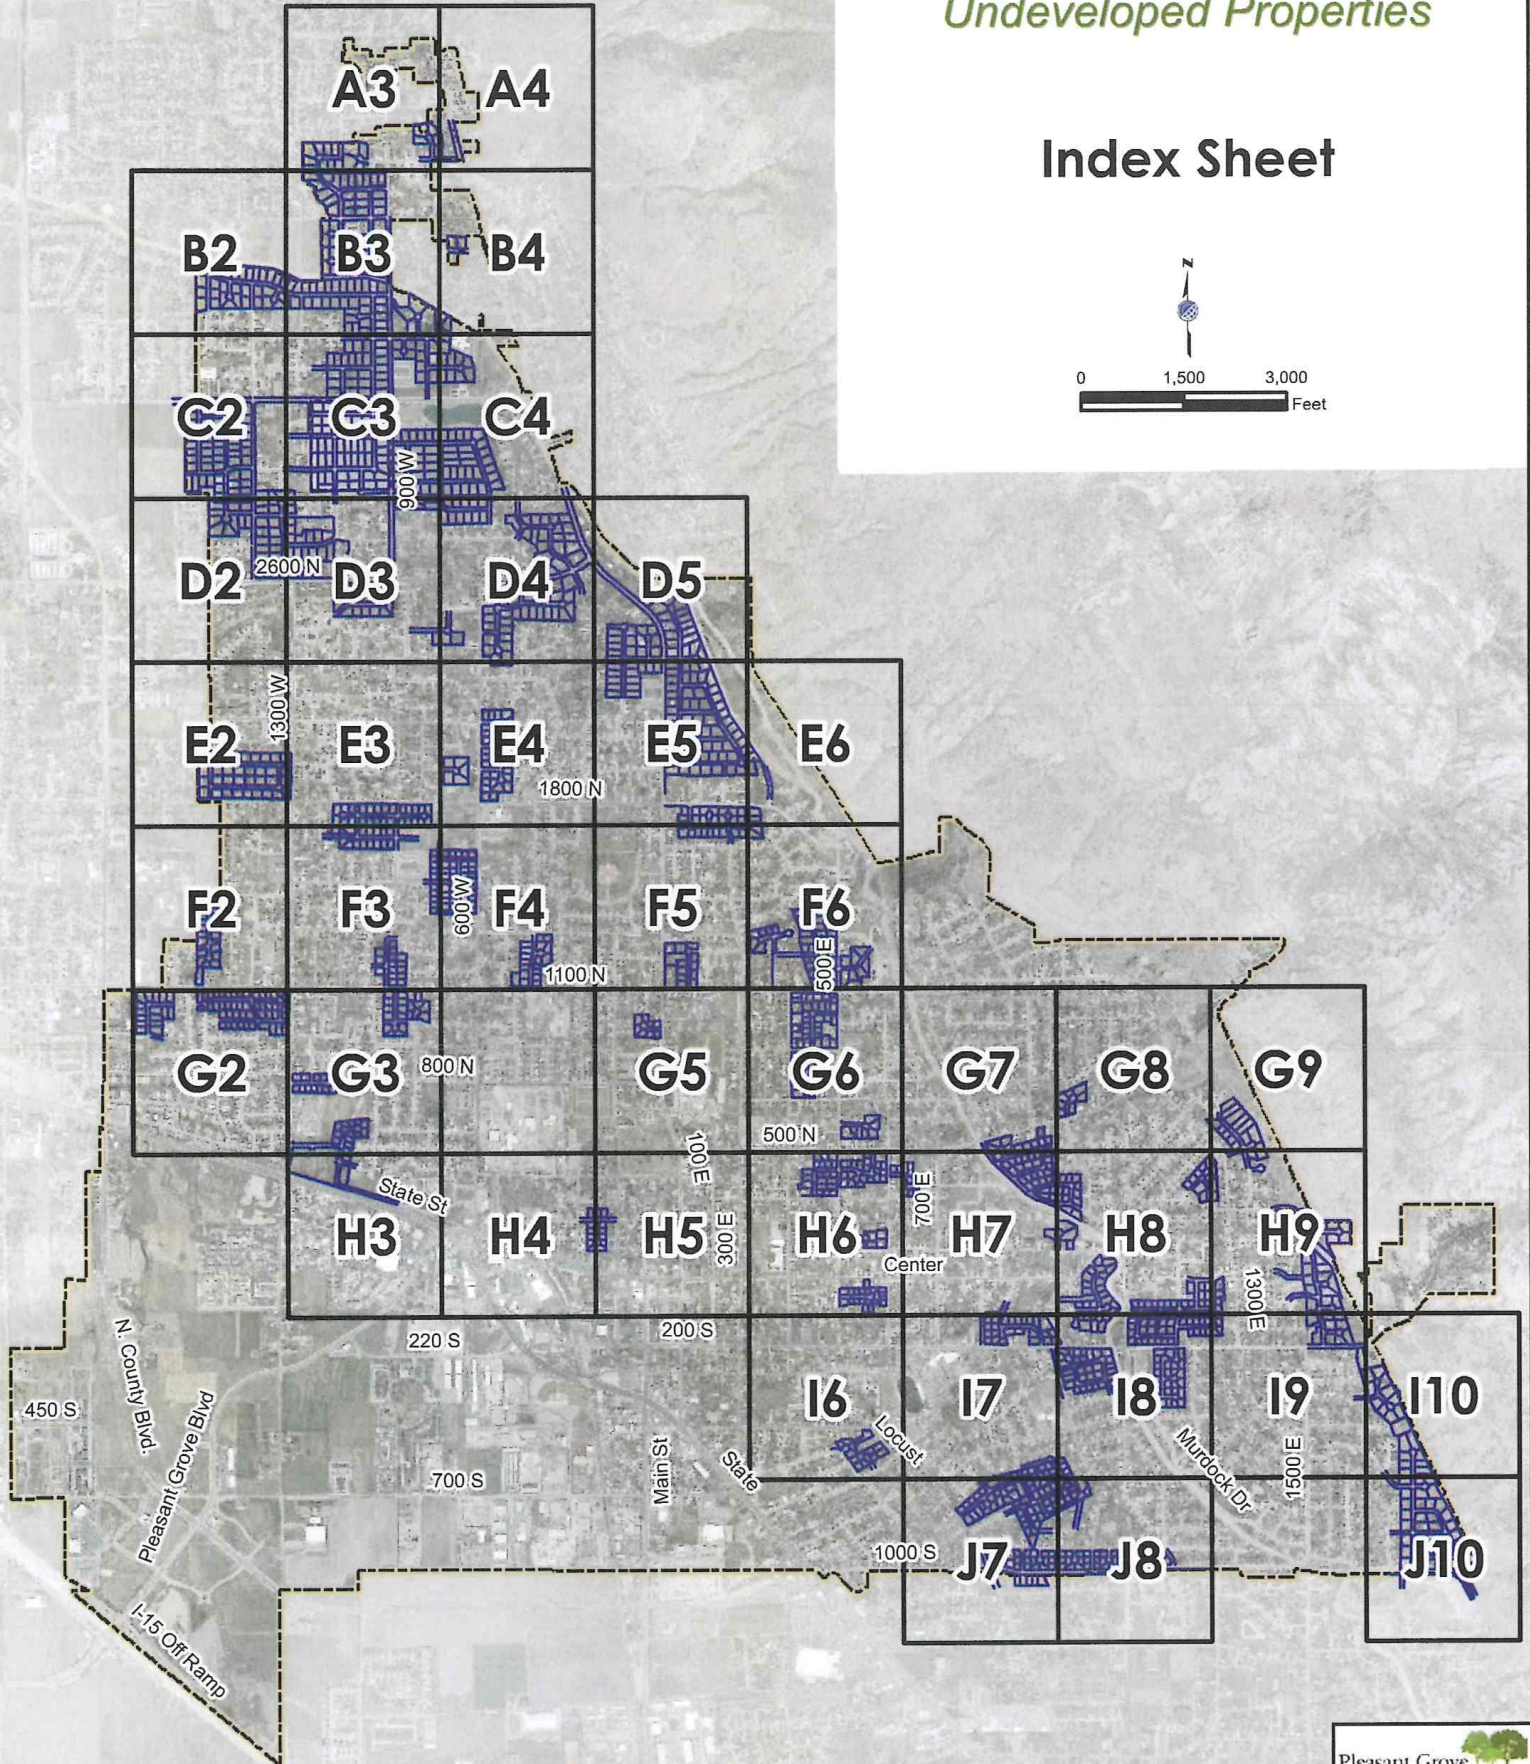 Undeveloped Properties
Index Sheet
N
0 1,500 3,000
Feet
A3 A4
B2 B3 B4
C2 C3 C4
900 W
D2 2600 N D3 D4 D5
1300 W
E2 E3 E4 E5 E6
1800 N
F2 F3 600 W F4 F5 F6
500 E
1100 N
G2 G3 800 N G5 G6 G7 G8 G9
500 N
100 E
State St
700 E
H3 H4 H5 300 E H6 H7 H8 H9
Center
1300 E
220 S 200 S
N. County Blvd.
450 S
Pleasant Grove Blvd
I6 I7 I8 I9 I10
Locust
Murdock Dr
1500 E
700 S
Main St
State
1000 S
J7 J8 J10
I-15 Off Ramp
Pleasant Grove